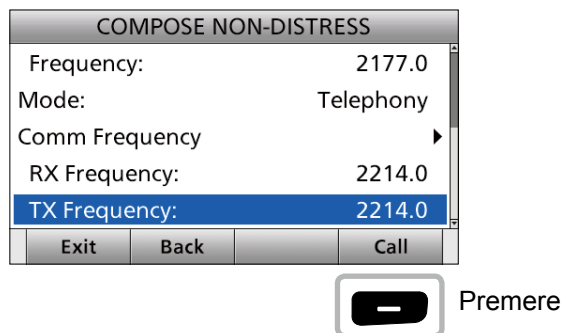 COMPOSE NON-DISTRESS
Frequency: 2177.0
Mode: Telephony
Comm Frequency
RX Frequency: 2214.0
TX Frequency: 2214.0
Exit Back Call
Premere